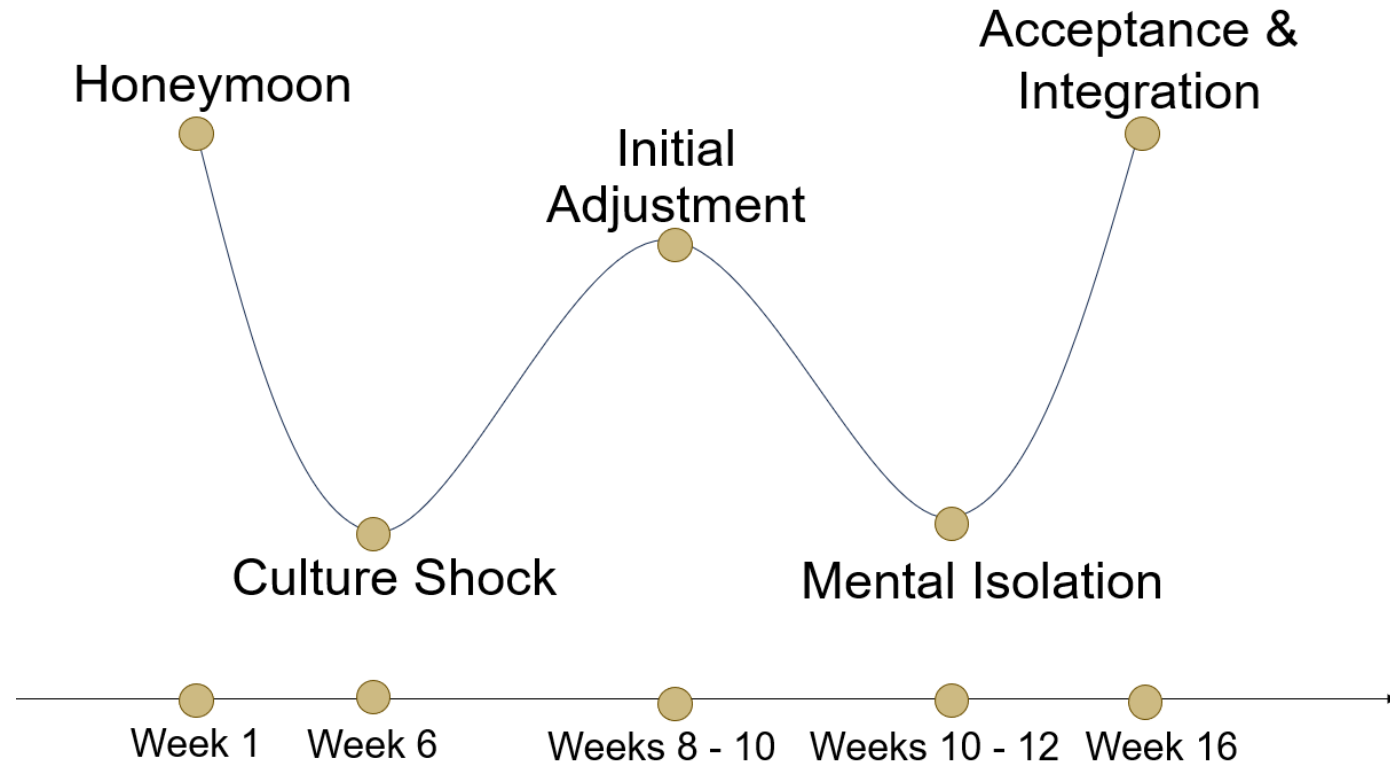 Honeymoon
Culture Shock
Initial
Adjustment
Mental Isolation
Acceptance &
Integration
Week 1
Week 6
Weeks 8 - 10
Weeks 10 - 12
Week 16